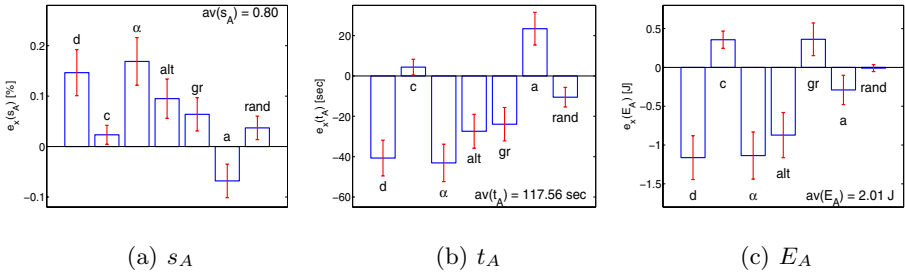 av(s_A) = 0.80
e_x(s_A) [%]
0.2
0.1
0
−0.1
d
c
α
alt
gr
a
rand
(a) s_A
e_x(t_A) [sec]
20
0
−20
−40
−60
d
c
α
alt
gr
a
rand
av(t_A) = 117.56 sec
(b) t_A
e_x(E_A) [J]
0.5
0
−0.5
−1
−1.5
d
c
α
alt
gr
a
rand
av(E_A) = 2.01 J
(c) E_A